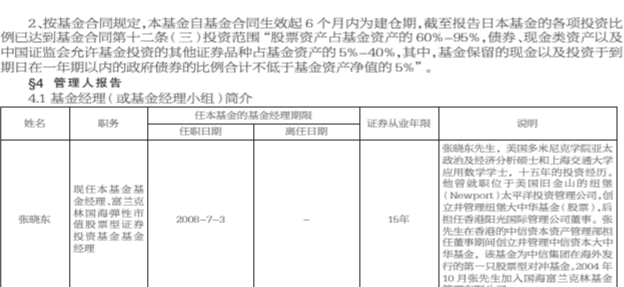 2、按基金合同规定,本基金自基金合同生效起6个月内为建仓期,截至报告日本基金的各项投资比
例已达到基金合同第十二条(三)投资范围“股票资产占基金资产的60%-95%,债券、现金类资产以及
中国证监会允许基金投资的其他证券品种占基金资产的5%-40%,其中,基金保留的现金以及投资于到
期日在一年期以内的政府债券的比例合计不低于基金资产净值的5%”。
§4 管理人报告
4.1 基金经理(或基金经理小组)简介
姓名 职务 任本基金的基金经理期限 证券从业年限 说明
任职日期 离任日期
张晓东
现任本基金基
金经理,富兰克
林国海弹性市
值股票型证券
投资基金基金
经理
2008-7-3
-
15年
张晓东先生,美国多米尼克学院亚太
政治及经济分析硕士和上海交通大学
应用数学学士,十五年的投资经历。
他曾就职位于美国旧金山的纽堡
(Newport)太平洋投资管理公司,创
立并管理纽堡大中华基金(股票),后
担任香港阳光国际管理公司董事。张
先生在香港的中信资本资产管理部担
任董事期间创立并管理中信资本大中
华基金,该基金为中信集团在海外发
行的第一只股票型对冲基金。2004年
10月张先生加入国海富兰克林基金